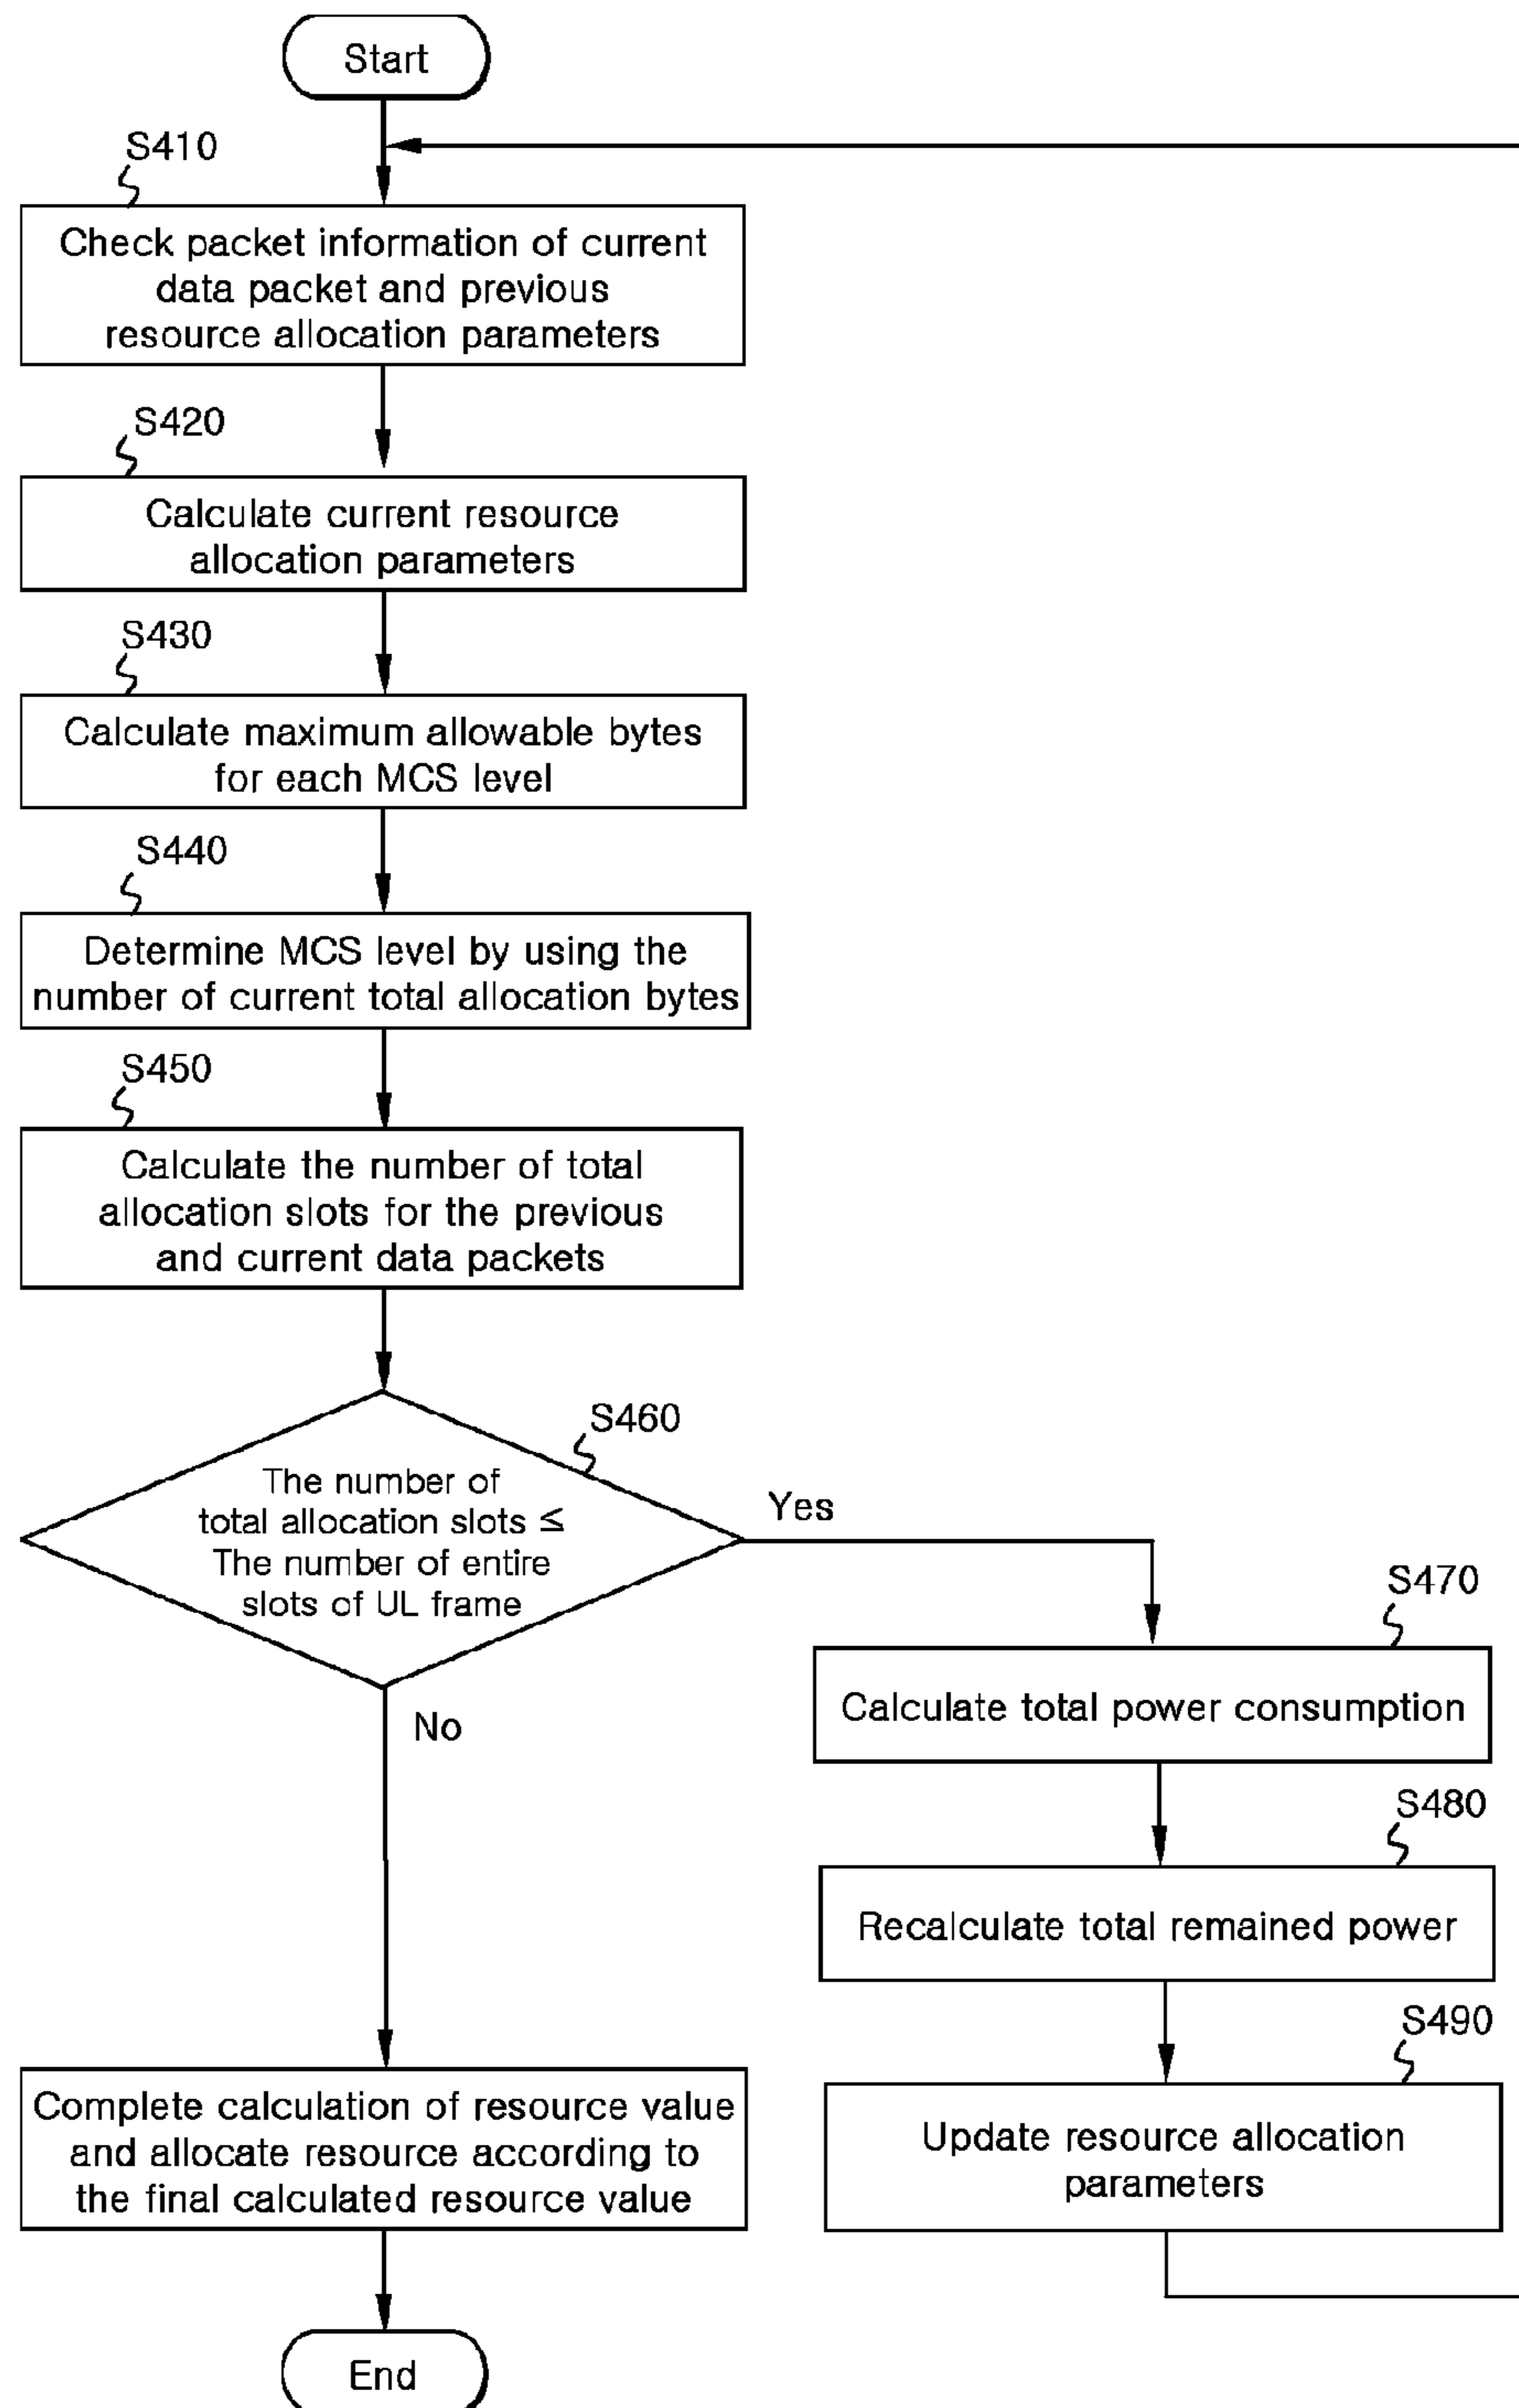 Start
S410
Check packet information of current
data packet and previous
resource allocation parameters
S420
Calculate current resource
allocation parameters
S430
Calculate maximum allowable bytes
for each MCS level
S440
Determine MCS level by using the
number of current total allocation bytes
S450
Calculate the number of total
allocation slots for the previous
and current data packets
S460
The number of
total allocation slots ≤
The number of entire
slots of UL frame
Yes
No
S470
Calculate total power consumption
S480
Recalculate total remained power
S490
Update resource allocation
parameters
Complete calculation of resource value
and allocate resource according to
the final calculated resource value
End